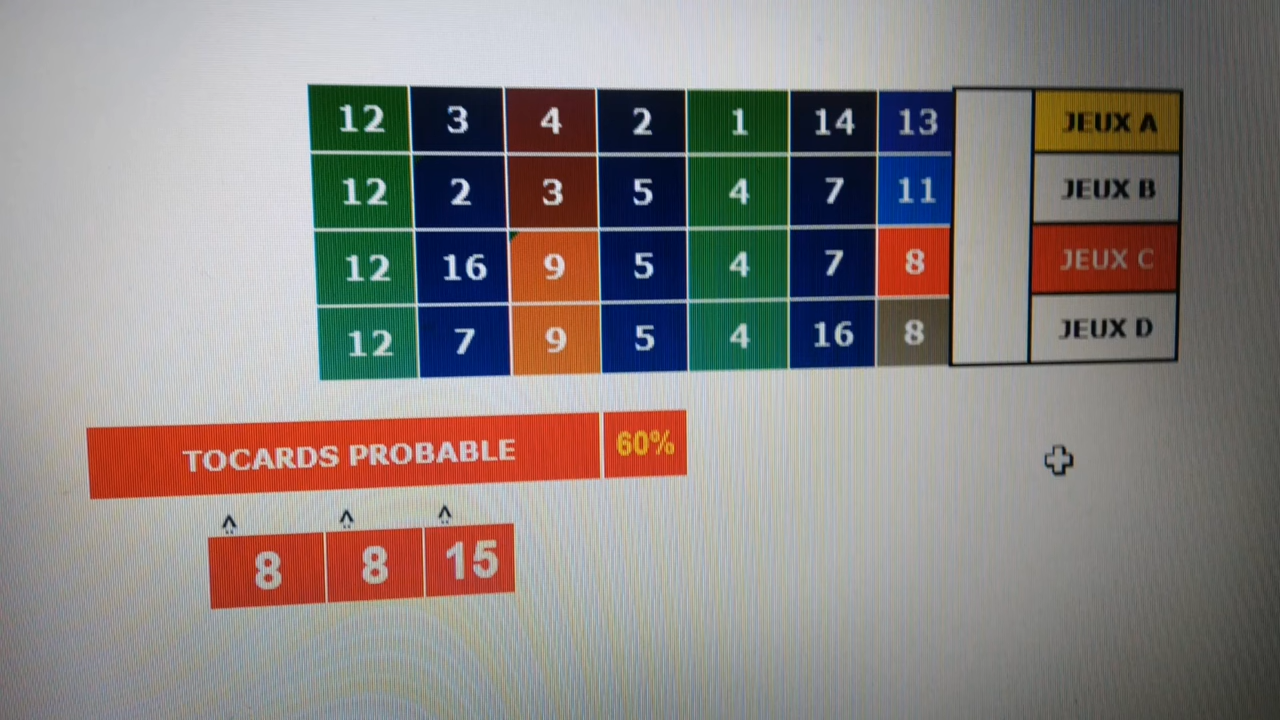 12 3 4 2 1 14 13 JEUX A
12 2 3 5 4 7 11 JEUX B
12 16 9 5 4 7 8 JEUX C
12 7 9 5 4 16 8 JEUX D
TOCARDS PROBABLE 60%
^ ^ ^
8 8 15